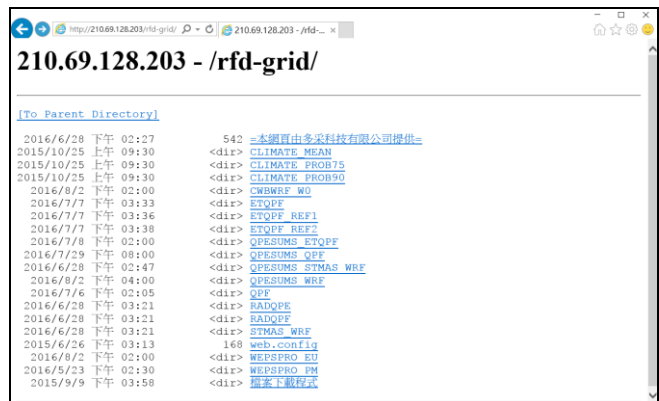 http://210.69.128.203/rfd-grid/ 210.69.128.203 - /rfd-...
210.69.128.203 - /rfd-grid/
[To Parent Directory]
2016/6/28 下午 02:27 542 =本網頁由多采科技有限公司提供=
2015/10/25 上午 09:30 <dir> CLIMATE_MEAN
2015/10/25 上午 09:30 <dir> CLIMATE_PROB75
2015/10/25 上午 09:30 <dir> CLIMATE_PROB90
2016/8/2 下午 02:00 <dir> CWBWRF_W0
2016/7/7 下午 03:33 <dir> ETQPF
2016/7/7 下午 03:36 <dir> ETQPF_REF1
2016/7/7 下午 03:38 <dir> ETQPF_REF2
2016/7/8 下午 02:00 <dir> QPESUMS_ETQPF
2016/7/29 下午 08:00 <dir> QPESUMS_QPF
2016/6/28 下午 02:47 <dir> QPESUMS_STMAS_WRF
2016/8/2 下午 04:00 <dir> QPESUMS_WRF
2016/7/6 下午 02:05 <dir> QPF
2016/6/28 下午 03:21 <dir> RADQPE
2016/6/28 下午 03:21 <dir> RADQPF
2016/6/28 下午 03:21 <dir> STMAS_WRF
2015/6/26 下午 03:13 168 web.config
2016/8/2 下午 02:00 <dir> WEPSPRO_EU
2016/5/23 下午 02:30 <dir> WEPSPRO_PM
2015/9/9 下午 03:58 <dir> 檔案下載程式